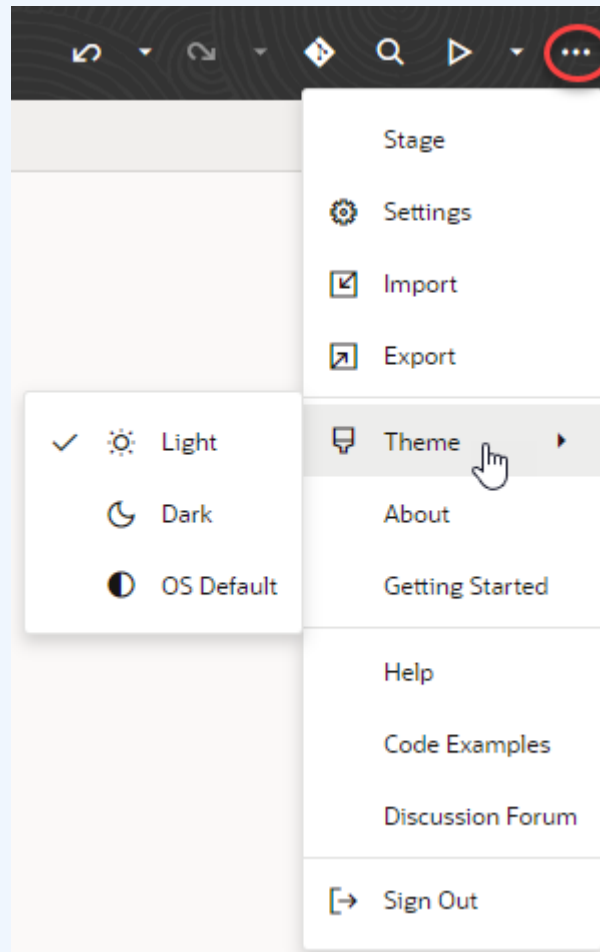 Stage
Settings
Import
Export
Theme
Light
Dark
OS Default
About
Getting Started
Help
Code Examples
Discussion Forum
Sign Out